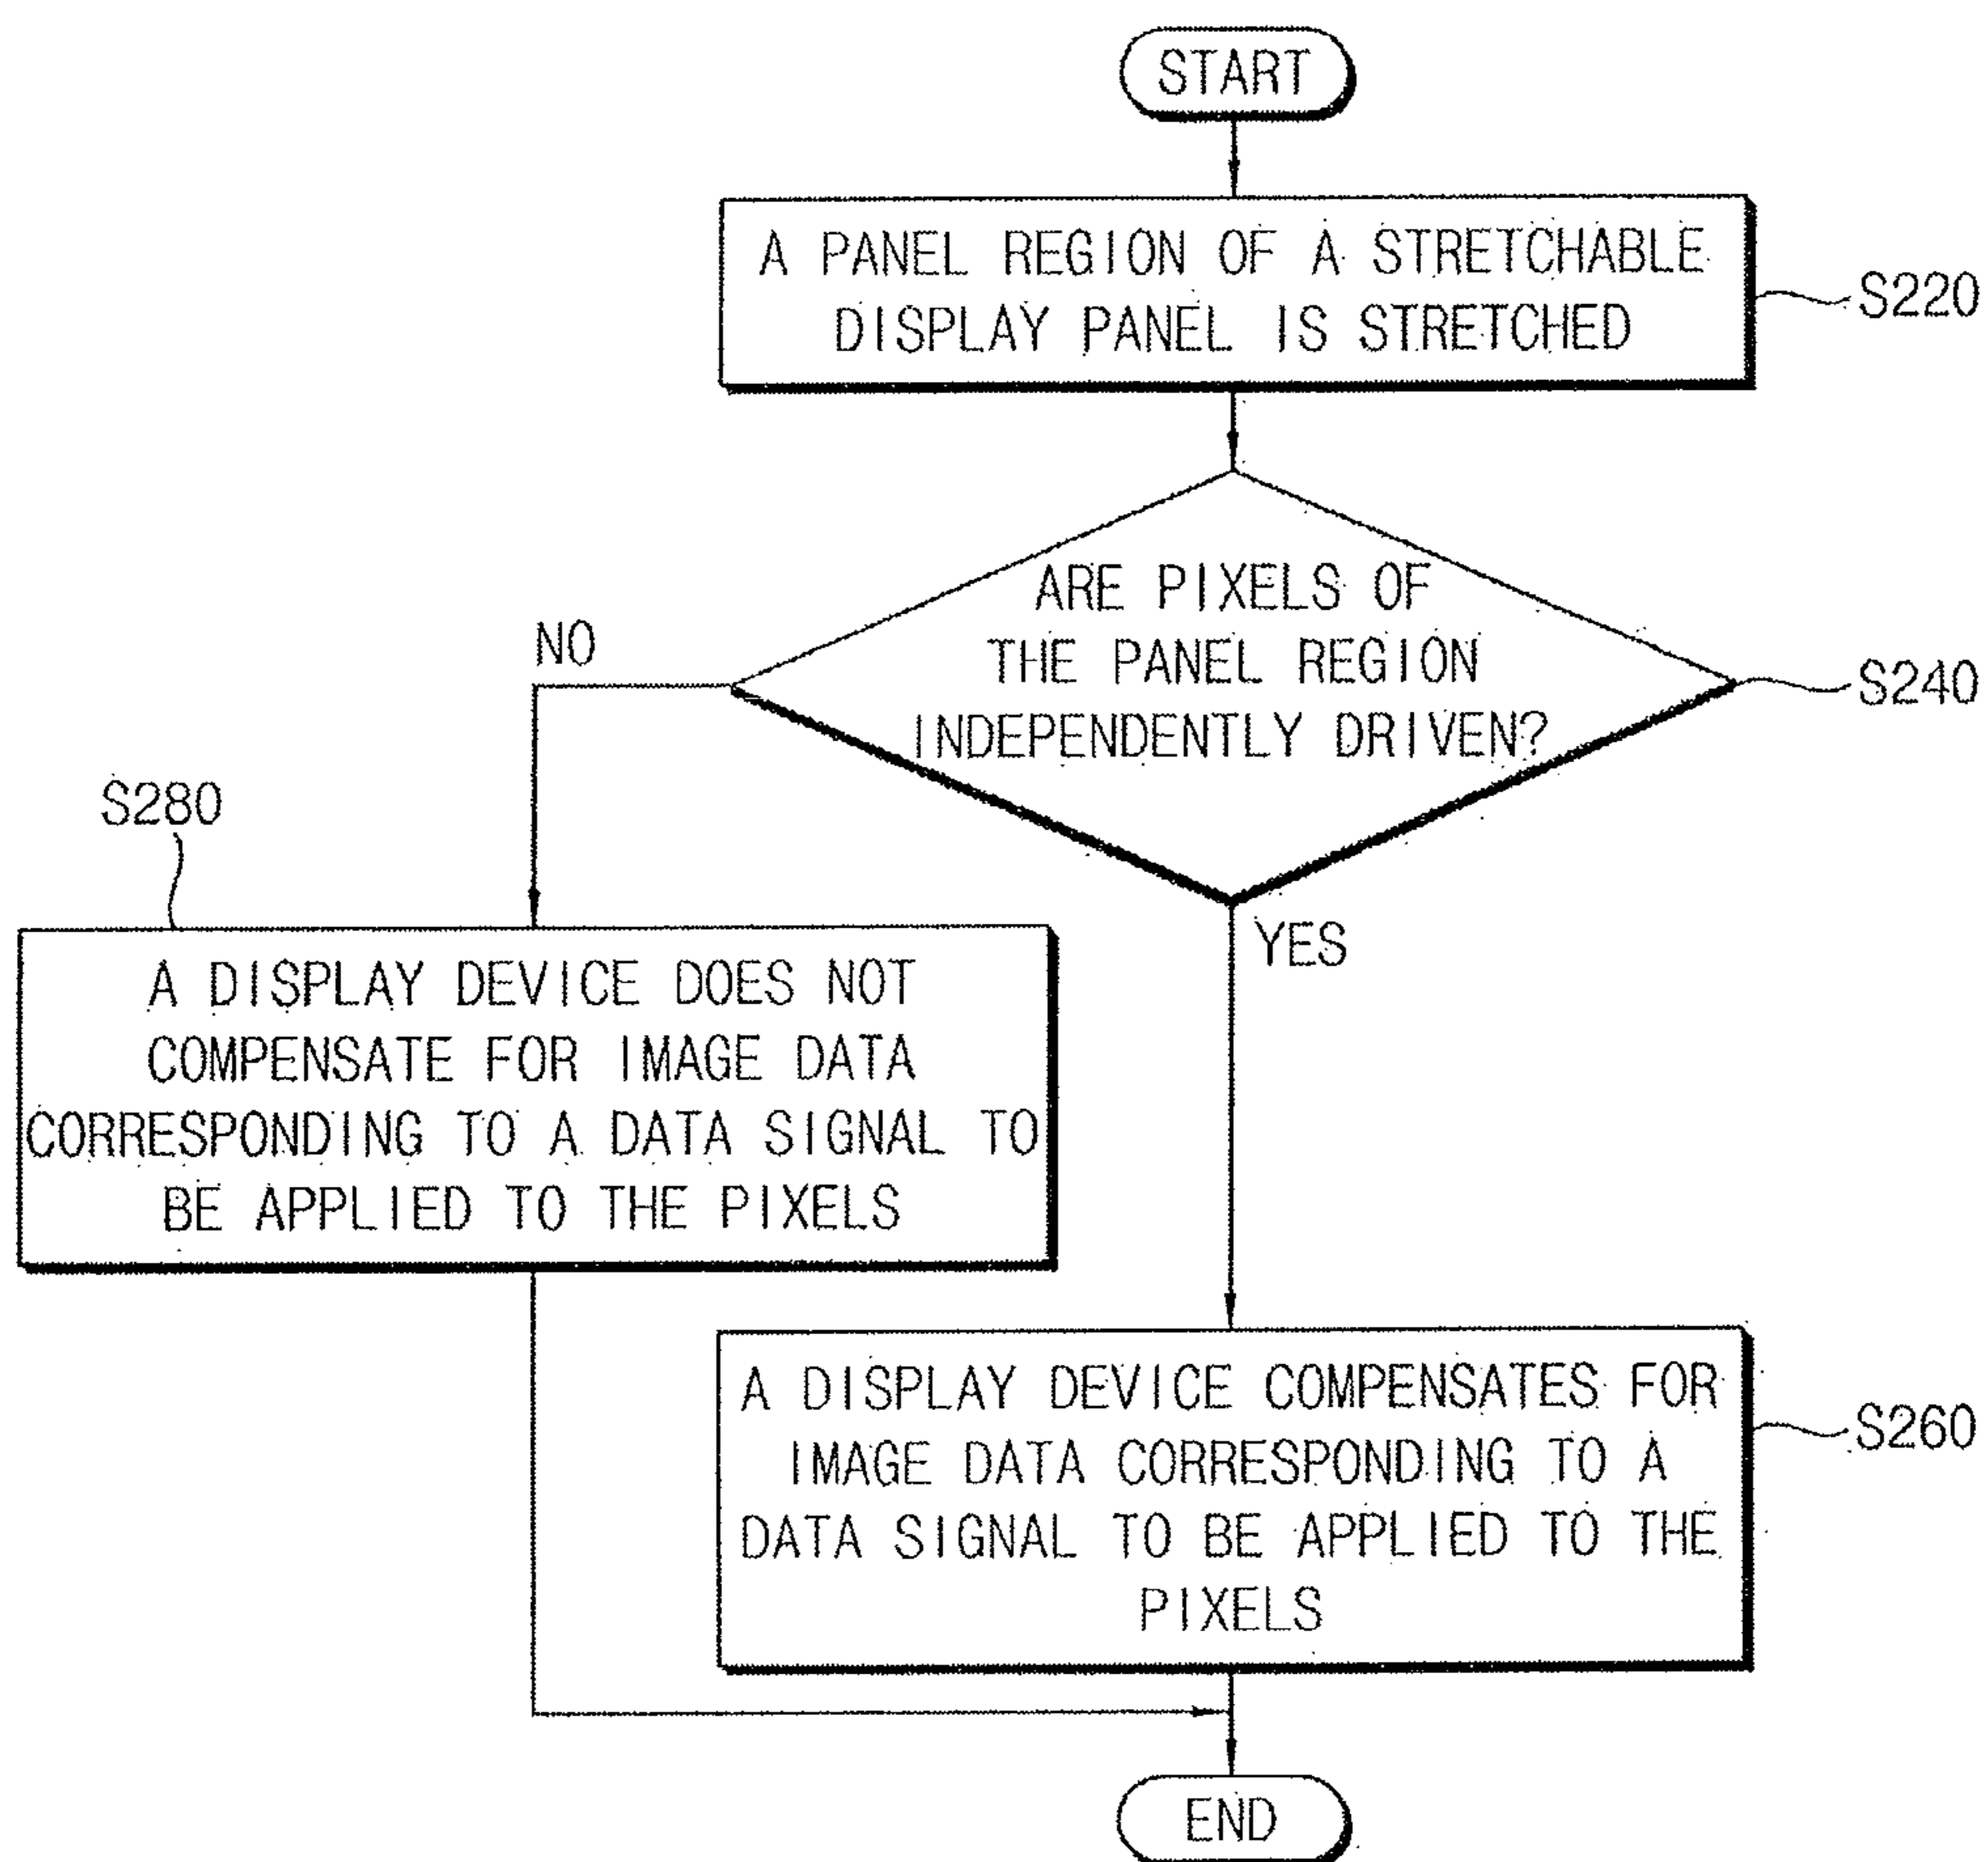 START
A PANEL REGION OF A STRETCHABLE
DISPLAY PANEL IS STRETCHED
S220
ARE PIXELS OF
THE PANEL REGION
INDEPENDENTLY DRIVEN?
S240
NO
YES
S280
A DISPLAY DEVICE DOES NOT
COMPENSATE FOR IMAGE DATA
CORRESPONDING TO A DATA SIGNAL TO
BE APPLIED TO THE PIXELS
A DISPLAY DEVICE COMPENSATES FOR
IMAGE DATA CORRESPONDING TO A
DATA SIGNAL TO BE APPLIED TO THE
PIXELS
S260
END